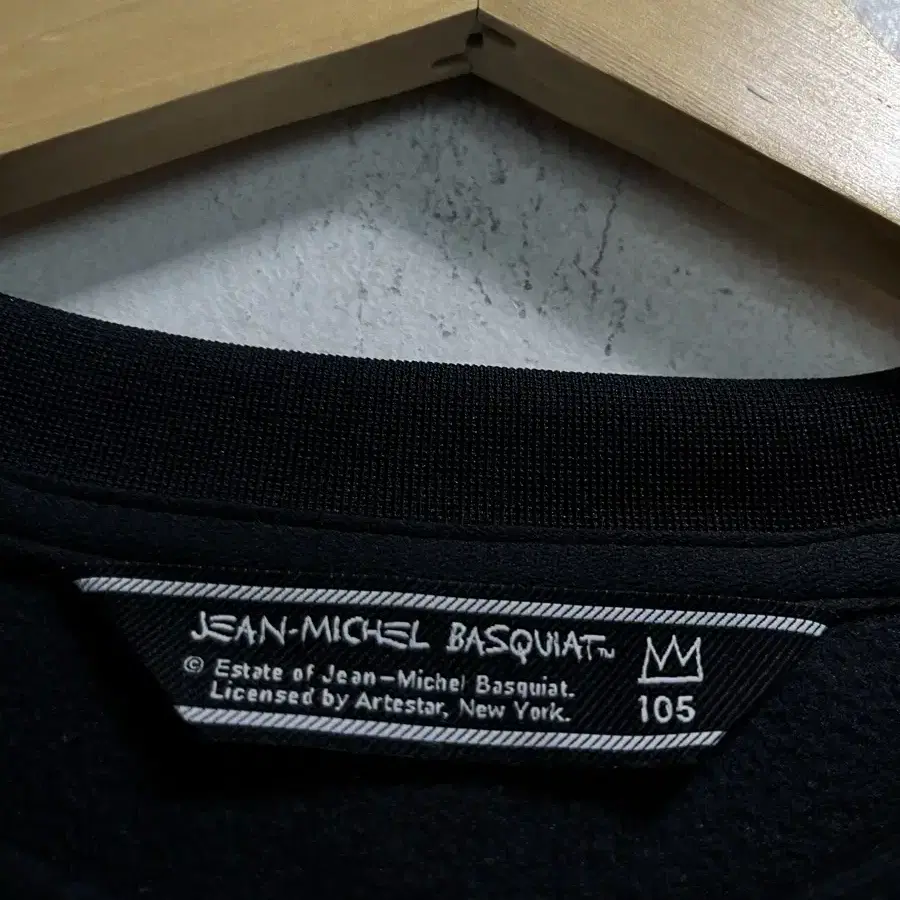 JEAN-MICHEL BASQUIAT™
© Estate of Jean-Michel Basquiat.
Licensed by Artestar, New York.
105